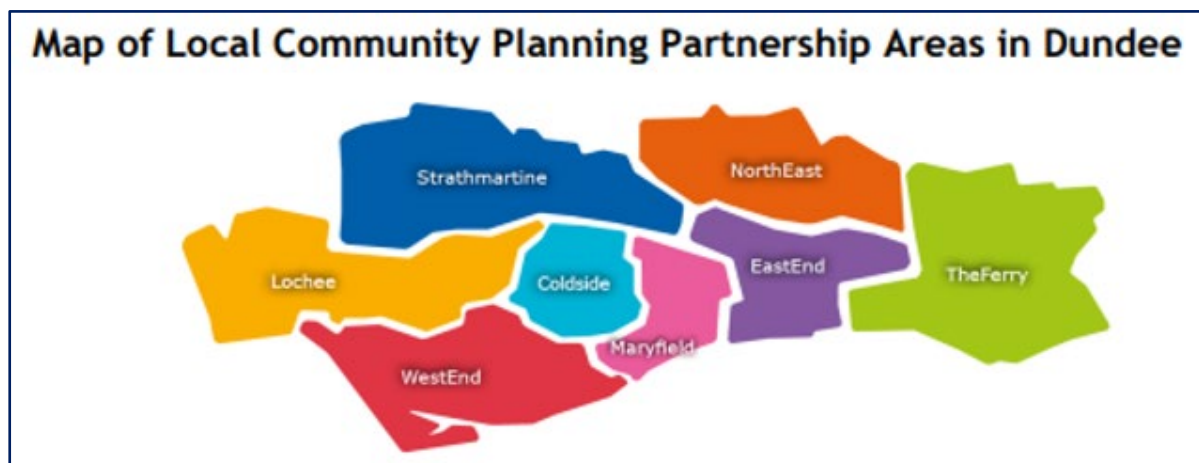 Map of Local Community Planning Partnership Areas in Dundee
Strathmartine
NorthEast
Lochee
Coldside
EastEnd
TheFerry
Maryfield
WestEnd